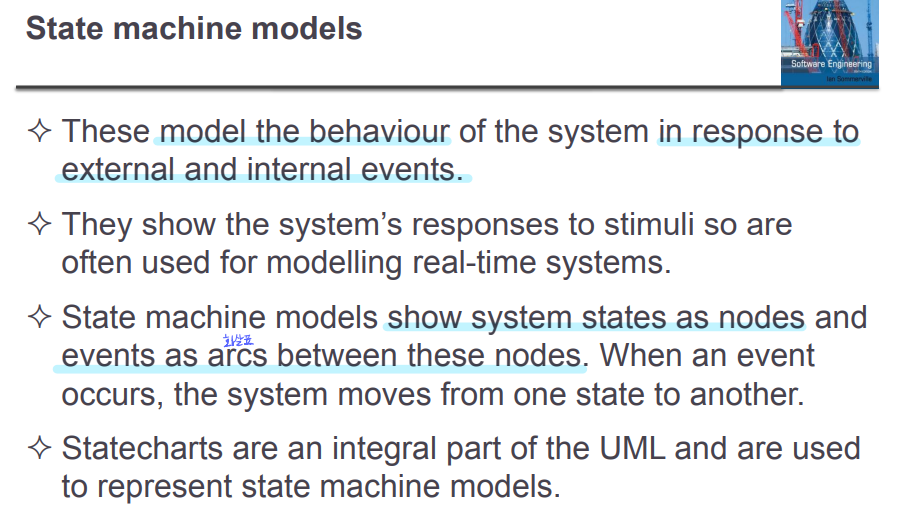 State machine models
Software Engineering
Ian Sommerville
✧ These model the behaviour of the system in response to
external and internal events.
✧ They show the system's responses to stimuli so are
often used for modelling real-time systems.
✧ State machine models show system states as nodes and
화살표
events as arcs between these nodes. When an event
occurs, the system moves from one state to another.
✧ Statecharts are an integral part of the UML and are used
to represent state machine models.